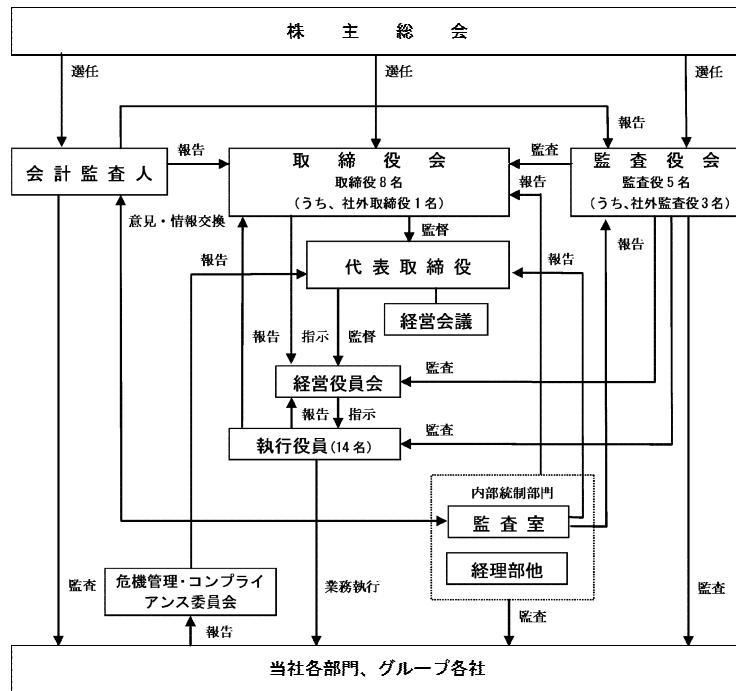 株主総会
選任
選任
選任
報告
会計監査人
報告
取締役会
取締役8名
(うち、社外取締役1名)
監査
監査役会
監査役5名
(うち、社外監査役3名)
報告
意見・情報交換
監督
報告
報告
代表取締役
報告
経営会議
報告
指示
監督
経営役員会
監査
報告
指示
執行役員(14名)
監査
内部統制部門
監査室
経理部他
危機管理・コンプライ
アンス委員会
監査
業務執行
監査
監査
報告
当社各部門、グループ各社